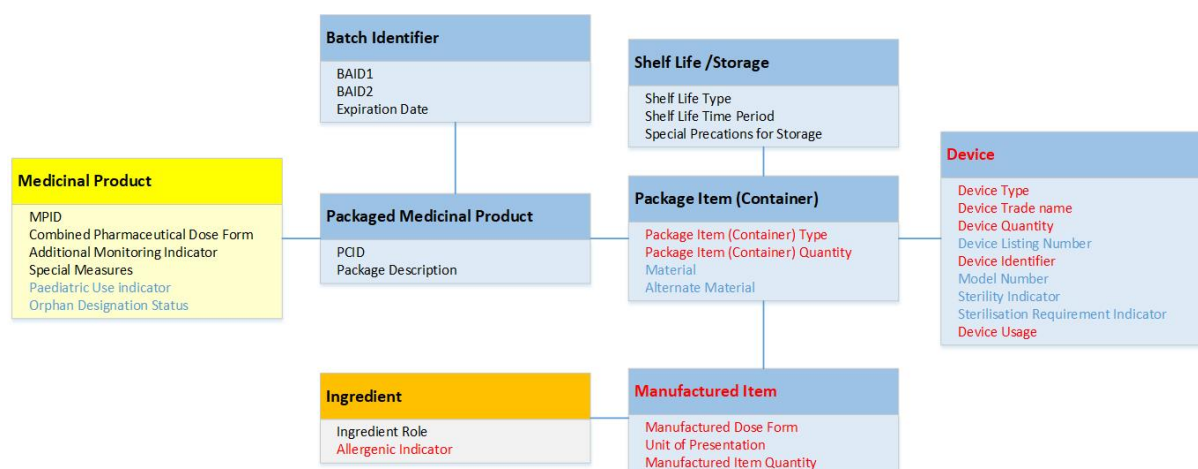 Batch Identifier
BAID1
BAID2
Expiration Date
Shelf Life /Storage
Shelf Life Type
Shelf Life Time Period
Special Precations for Storage
Medicinal Product
MPID
Combined Pharmaceutical Dose Form
Additional Monitoring Indicator
Special Measures
Paediatric Use indicator
Orphan Designation Status
Packaged Medicinal Product
PCID
Package Description
Package Item (Container)
Package Item (Container) Type
Package Item (Container) Quantity
Material
Alternate Material
Device
Device Type
Device Trade name
Device Quantity
Device Listing Number
Device Identifier
Model Number
Sterility Indicator
Sterilisation Requirement Indicator
Device Usage
Ingredient
Ingredient Role
Allergenic Indicator
Manufactured Item
Manufactured Dose Form
Unit of Presentation
Manufactured Item Quantity